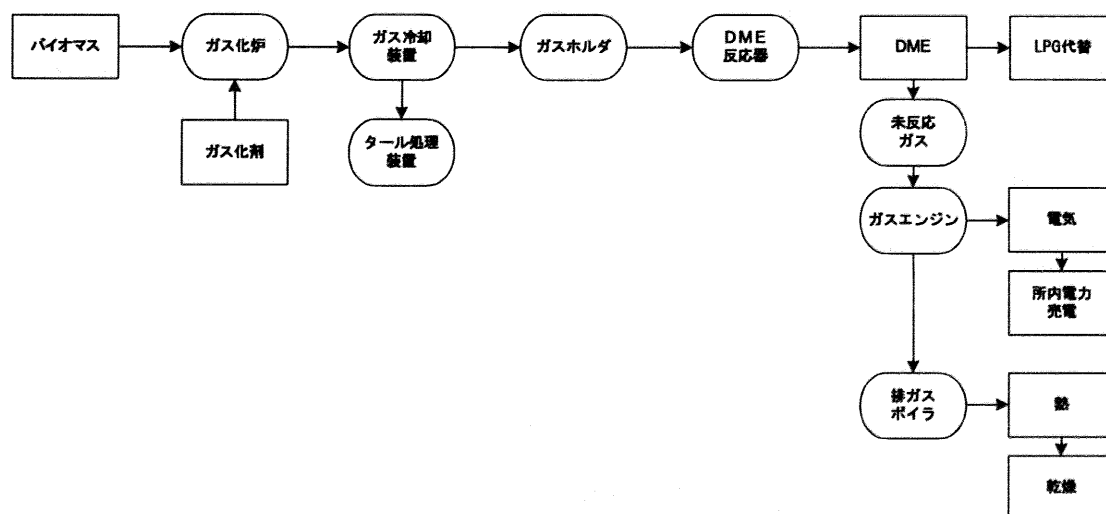 バイオマス
ガス化炉
ガス冷却
装置
ガスホルダ
DME
反応器
DME
LPG代替
ガス化剤
タール処理
装置
未反応
ガス
ガスエンジン
電気
所内電力
売電
排ガス
ボイラ
熱
乾燥